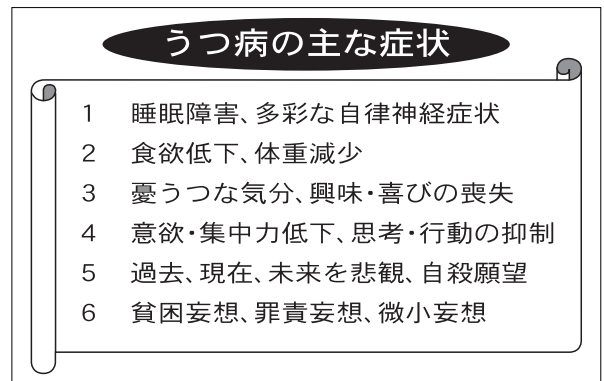 うつ病の主な症状
1 睡眠障害、多彩な自律神経症状
2 食欲低下、体重減少
3 憂うつな気分、興味・喜びの喪失
4 意欲・集中力低下、思考・行動の抑制
5 過去、現在、未来を悲観、自殺願望
6 貧困妄想、罪責妄想、微小妄想